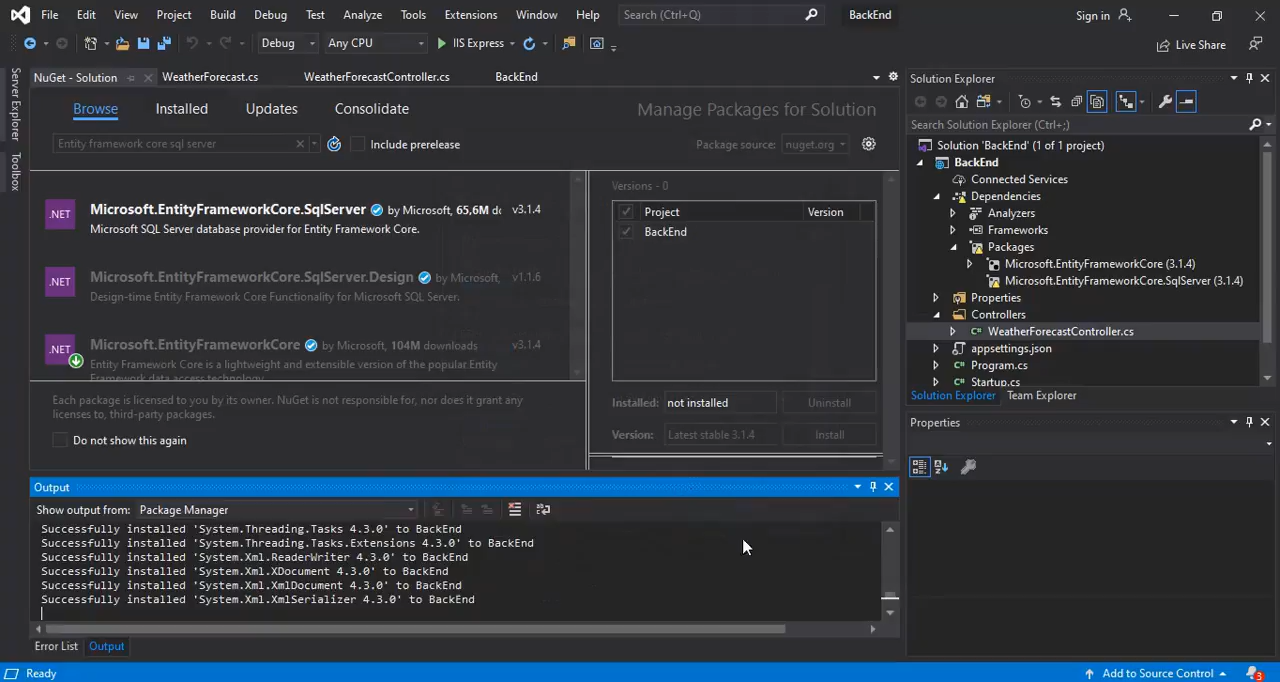 File Edit View Project Build Debug Test Analyze Tools Extensions Window Help Search (Ctrl+Q) BackEnd Sign in
Debug Any CPU IIS Express Live Share
Server Explorer
Toolbox
NuGet - Solution WeatherForecast.cs WeatherForecastController.cs BackEnd
Browse Installed Updates Consolidate Manage Packages for Solution
Entity framework core sql server Include prerelease Package source: nuget.org
.NET Microsoft.EntityFrameworkCore.SqlServer by Microsoft, 65,6M dc v3.1.4
Microsoft SQL Server database provider for Entity Framework Core.
.NET Microsoft.EntityFrameworkCore.SqlServer.Design by Microsoft, v1.1.6
Design-time Entity Framework Core Functionality for Microsoft SQL Server.
.NET Microsoft.EntityFrameworkCore by Microsoft, 104M downloads v3.1.4
Entity Framework Core is a lightweight and extensible version of the popular Entity
Framework data access technology.
Each package is licensed to you by its owner. NuGet is not responsible for, nor does it grant any
licenses to, third-party packages.
Do not show this again
Versions - 0
Project Version
BackEnd
Installed: not installed Uninstall
Version: Latest stable 3.1.4 Install
Output
Show output from: Package Manager
Successfully installed 'System.Threading.Tasks 4.3.0' to BackEnd
Successfully installed 'System.Threading.Tasks.Extensions 4.3.0' to BackEnd
Successfully installed 'System.Xml.ReaderWriter 4.3.0' to BackEnd
Successfully installed 'System.Xml.XDocument 4.3.0' to BackEnd
Successfully installed 'System.Xml.XmlDocument 4.3.0' to BackEnd
Successfully installed 'System.Xml.XmlSerializer 4.3.0' to BackEnd
Error List Output
Solution Explorer
Search Solution Explorer (Ctrl+;)
Solution 'BackEnd' (1 of 1 project)
BackEnd
Connected Services
Dependencies
Analyzers
Frameworks
Packages
Microsoft.EntityFrameworkCore (3.1.4)
Microsoft.EntityFrameworkCore.SqlServer (3.1.4)
Properties
Controllers
C# WeatherForecastController.cs
appsettings.json
C# Program.cs
C# Startup.cs
Solution Explorer Team Explorer
Properties
Ready Add to Source Control 3